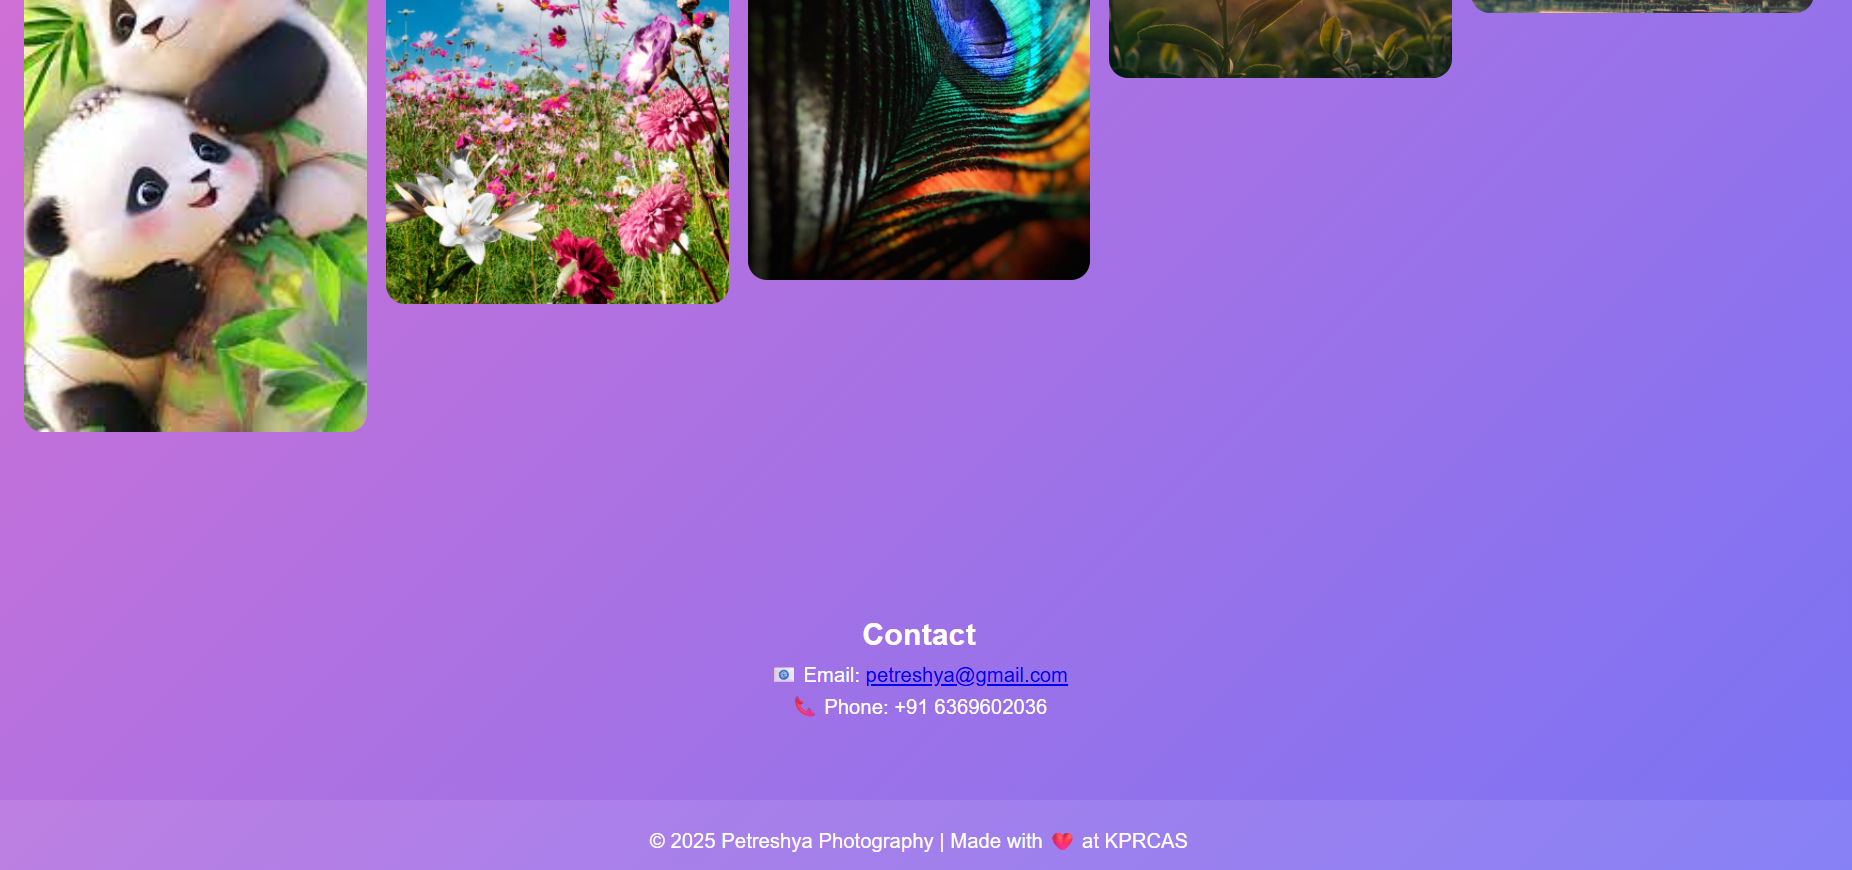 Contact
📧 Email: petreshya@gmail.com
📞 Phone: +91 6369602036
© 2025 Petreshya Photography | Made with ❤️ at KPRCAS